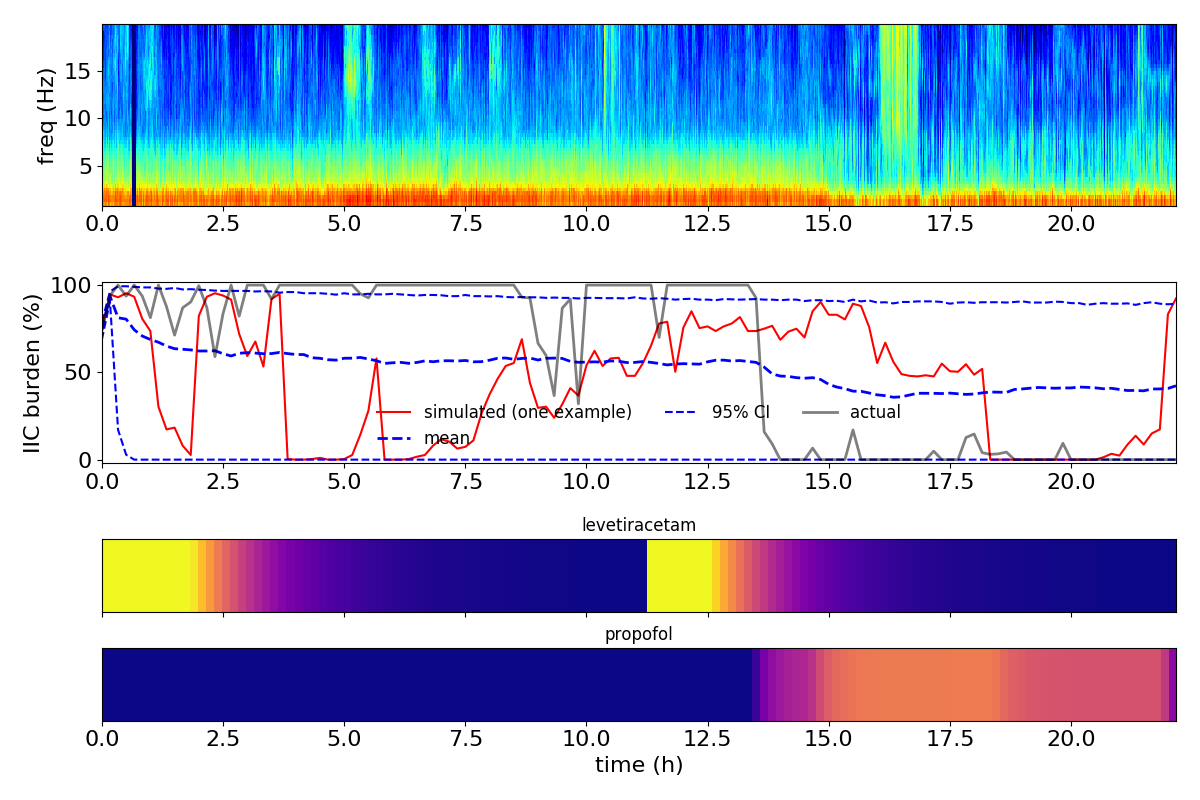 freq (Hz)
15
10
5
0.0 2.5 5.0 7.5 10.0 12.5 15.0 17.5 20.0
IIC burden (%)
100
50
0
simulated (one example) 95% CI actual
mean
0.0 2.5 5.0 7.5 10.0 12.5 15.0 17.5 20.0
levetiracetam
propofol
0.0 2.5 5.0 7.5 10.0 12.5 15.0 17.5 20.0
time (h)